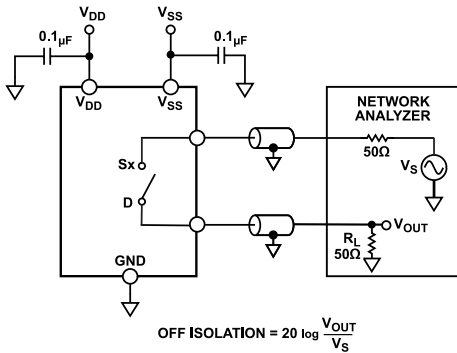 VDD
VSS
0.1µF
0.1µF
VDD
VSS
NETWORK
ANALYZER
Sx
50Ω
VS
D
VOUT
RL
50Ω
GND
OFF ISOLATION = 20 log VOUT/VS